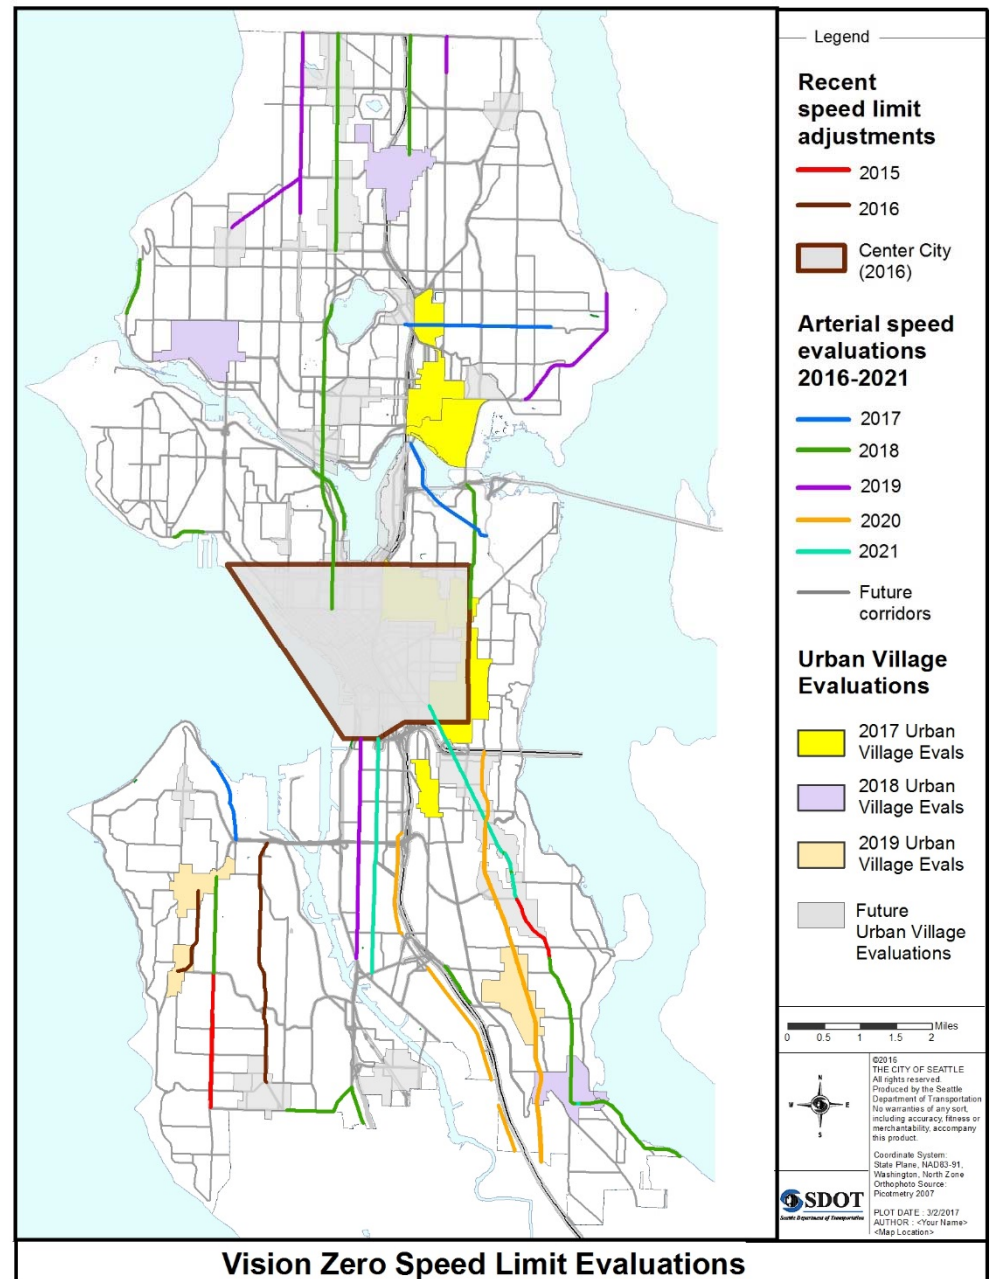 Legend
Recent
speed limit
adjustments
2015
2016
Center City
(2016)
Arterial speed
evaluations
2016-2021
2017
2018
2019
2020
2021
Future
corridors
Urban Village
Evaluations
2017 Urban
Village Evals
2018 Urban
Village Evals
2019 Urban
Village Evals
Future
Urban Village
Evaluations
Miles
0 0.5 1 1.5 2
N
W E
S
©2016
THE CITY OF SEATTLE
All rights reserved.
Produced by the Seattle
Department of Transportation
No warranties of any sort,
including accuracy, fitness or
merchantability, accompany
this product.
Coordinate System:
State Plane, NAD83-91,
Washington, North Zone
Orthophoto Source:
Picotmetry 2007
PLOT DATE : 3/2/2017
AUTHOR : <Your Name>
<Map Location>
SDOT
Seattle Department of Transportation
Vision Zero Speed Limit Evaluations